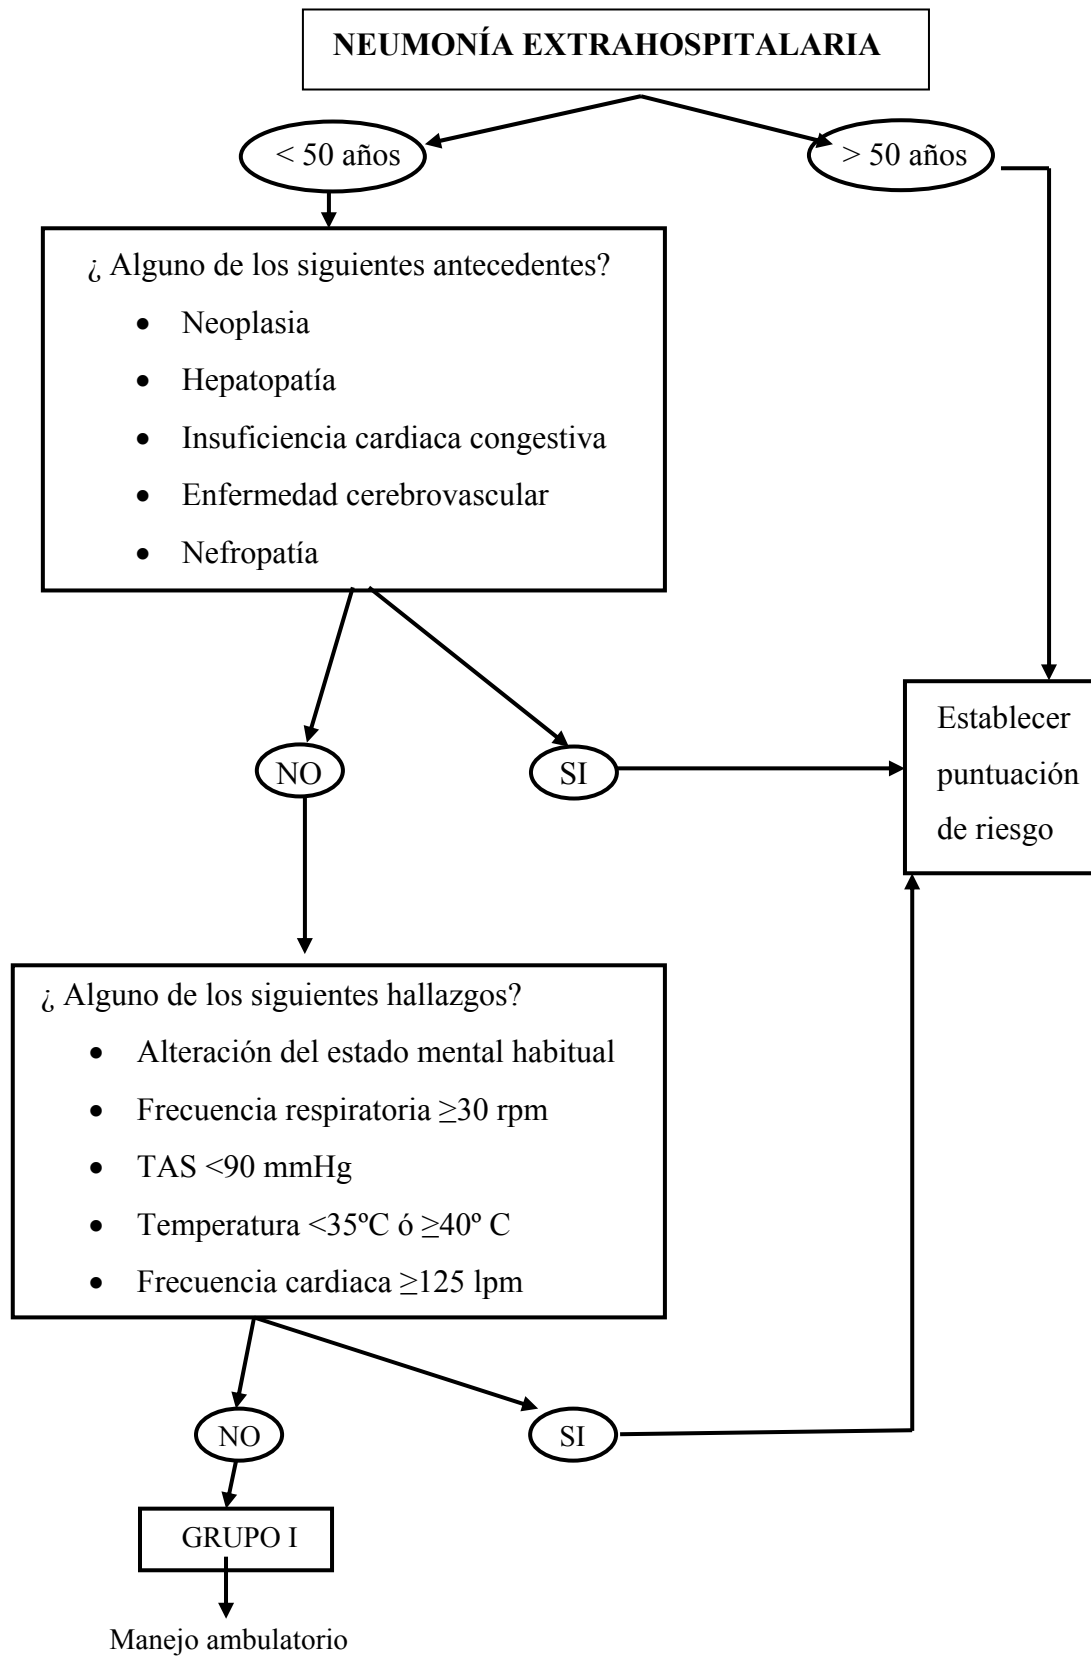 NEUMONÍA EXTRAHOSPITALARIA
< 50 años
> 50 años
¿ Alguno de los siguientes antecedentes?
• Neoplasia
• Hepatopatía
• Insuficiencia cardiaca congestiva
• Enfermedad cerebrovascular
• Nefropatía
NO
SI
Establecer
puntuación
de riesgo
¿ Alguno de los siguientes hallazgos?
• Alteración del estado mental habitual
• Frecuencia respiratoria ≥30 rpm
• TAS <90 mmHg
• Temperatura <35ºC ó ≥40º C
• Frecuencia cardiaca ≥125 lpm
NO
SI
GRUPO I
Manejo ambulatorio